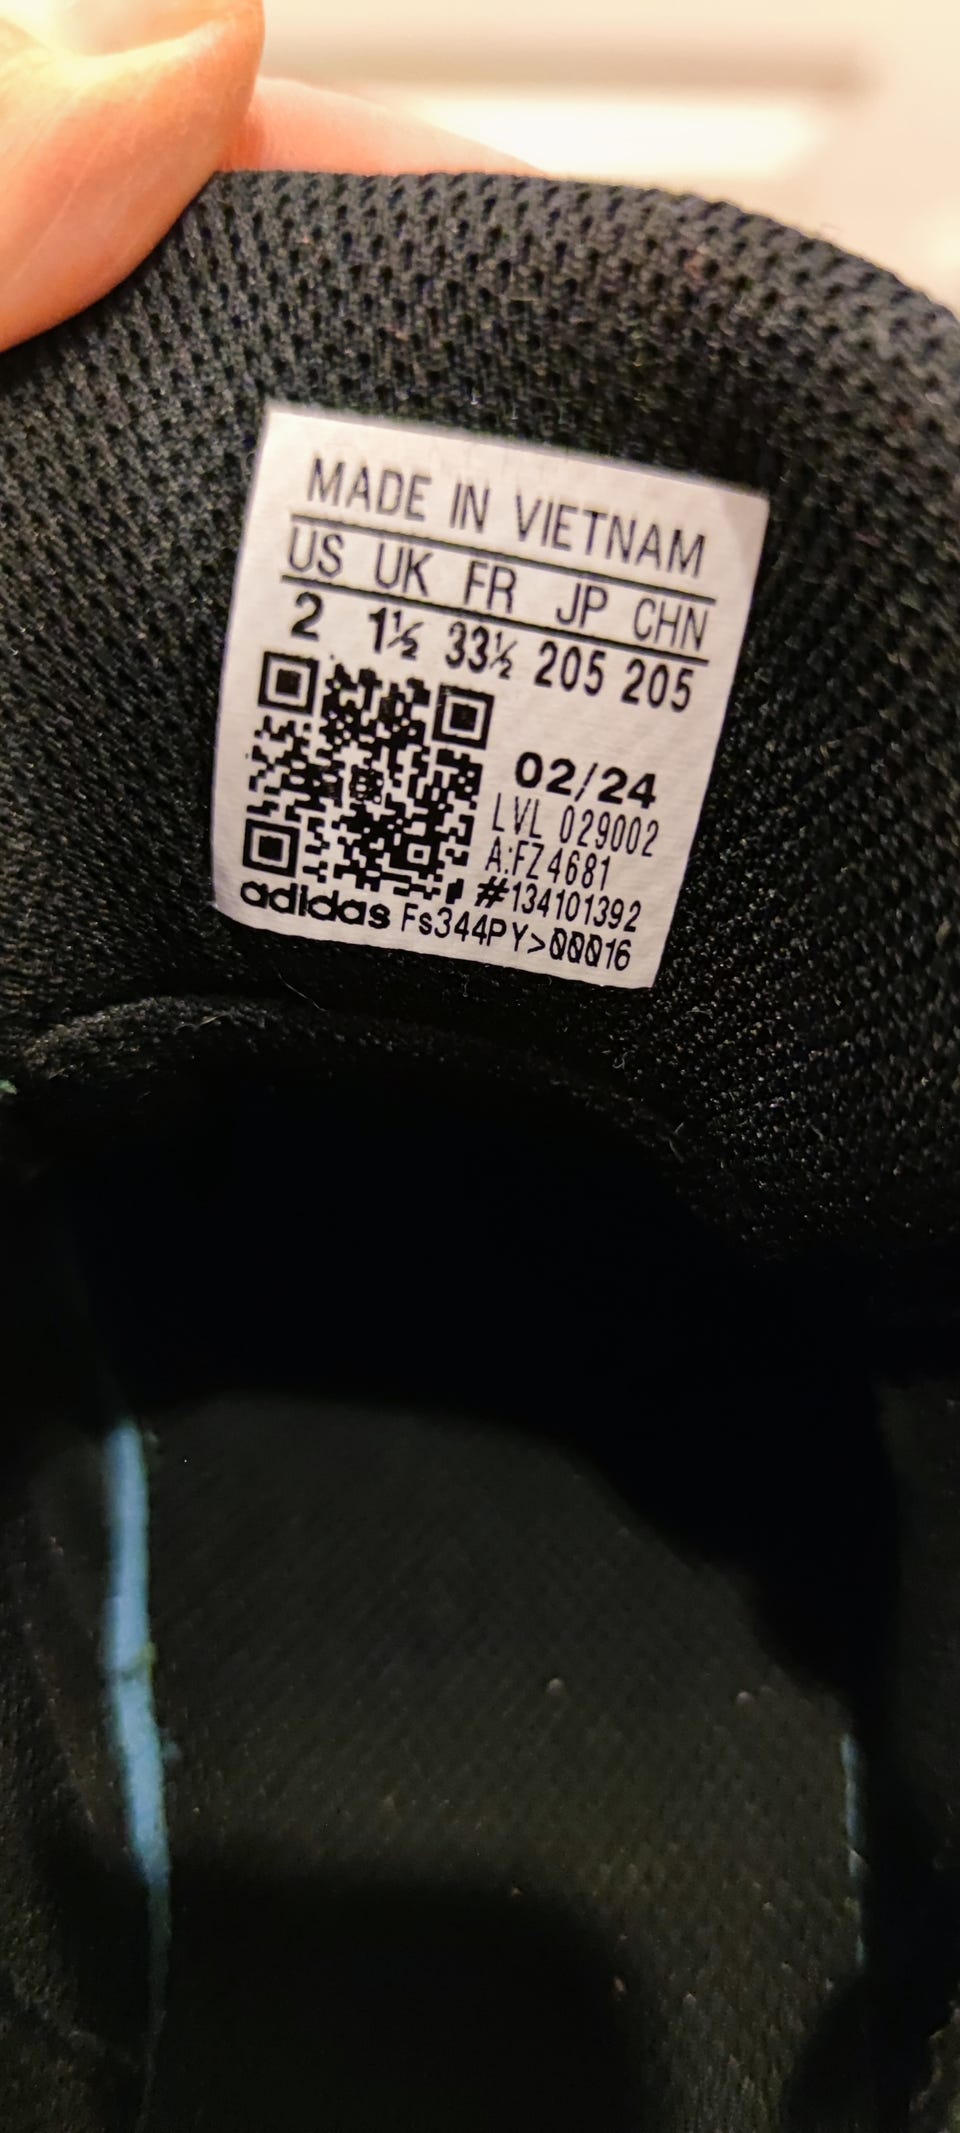 MADE IN VIETNAM
US UK FR JP CHN
2 1½ 33½ 205 205
02/24
LVL 029002
A:FZ4681
#134101392
adidas Fs344PY>00016